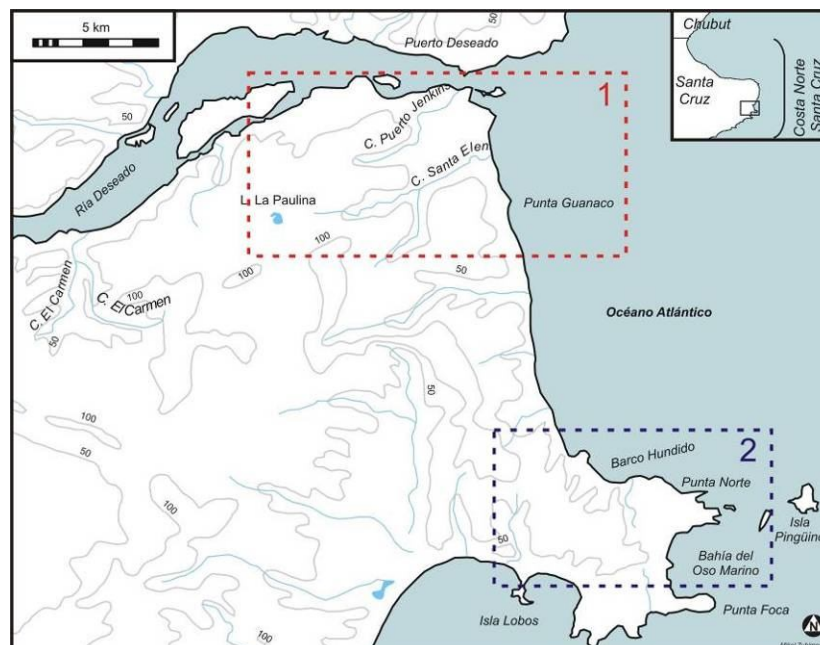 5 km
Puerto Deseado
Chubut
Santa
Cruz
Costa Norte
Santa Cruz
50
50
50
1
C. Puerto Jenkins
C. Santa Elen
Ría Deseado
L. La Paulina
Punta Guanaco
100
100
100
50
C. El Carmen
C. El Carmen
50
Océano Atlántico
50
100
50
100
Barco Hundido
2
Punta Norte
Isla
Pingüino
50
Bahía del
Oso Marino
Isla Lobos
Punta Foca
N
100